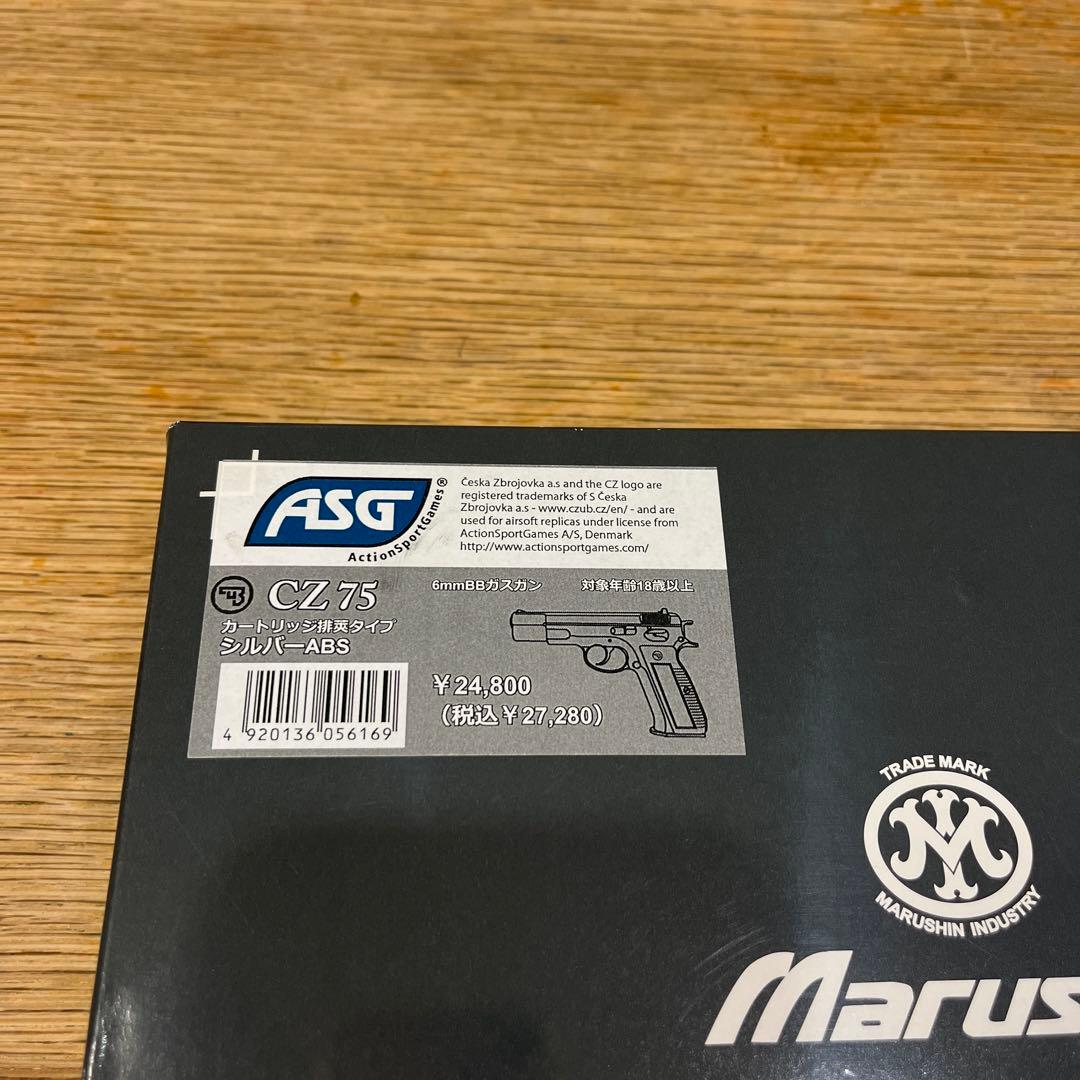 ASG®
ActionSportGames
Česka Zbrojovka a.s and the CZ logo are
registered trademarks of S Česka
Zbrojovka a.s - www.czub.cz/en/ - and are
used for airsoft replicas under license from
ActionSportGames A/S, Denmark
http://www.actionsportgames.com/
CZ 75
6mmBBガスガン 対象年齢18歳以上
カートリッジ排莢タイプ
シルバーABS
¥24,800
(税込¥27,280)
4 920136 056169
TRADE MARK
M
MARUSHIN INDUSTRY
Marus